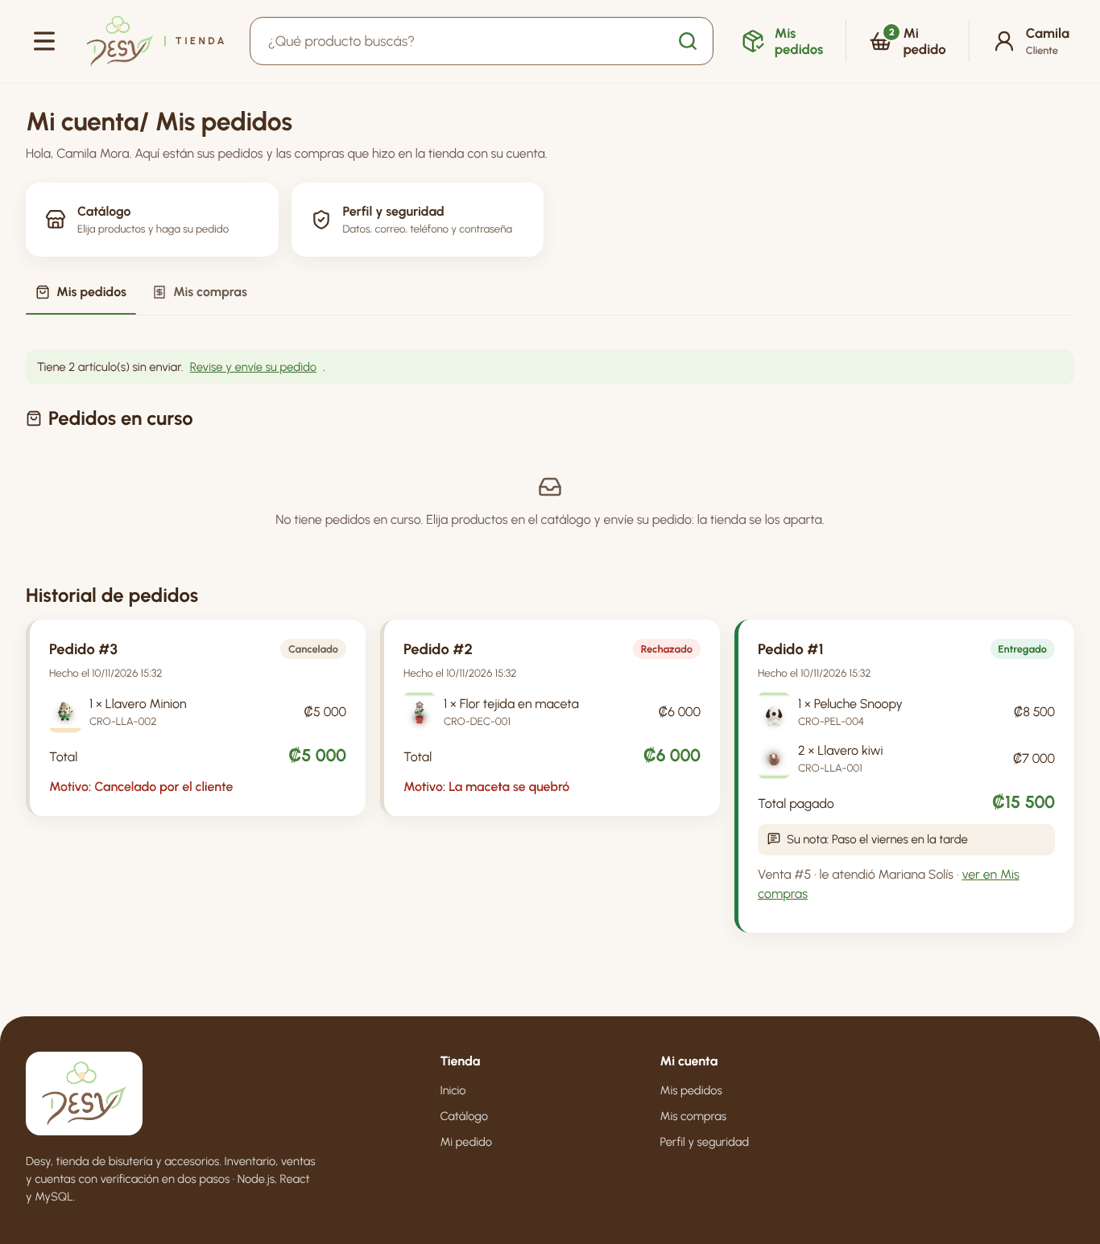 Desy
TIENDA
¿Qué producto buscás?
Mis pedidos
2
Mi pedido
Camila
Cliente
Mi cuenta/ Mis pedidos
Hola, Camila Mora. Aquí están sus pedidos y las compras que hizo en la tienda con su cuenta.
Catálogo
Elija productos y haga su pedido
Perfil y seguridad
Datos, correo, teléfono y contraseña
Mis pedidos
Mis compras
Tiene 2 artículo(s) sin enviar. Revise y envíe su pedido .
Pedidos en curso
No tiene pedidos en curso. Elija productos en el catálogo y envíe su pedido: la tienda se los aparta.
Historial de pedidos
Pedido #3
Cancelado
Hecho el 10/11/2026 15:32
1 × Llavero Minion
CRO-LLA-002
₡5 000
Total
₡5 000
Motivo: Cancelado por el cliente
Pedido #2
Rechazado
Hecho el 10/11/2026 15:32
1 × Flor tejida en maceta
CRO-DEC-001
₡6 000
Total
₡6 000
Motivo: La maceta se quebró
Pedido #1
Entregado
Hecho el 10/11/2026 15:32
1 × Peluche Snoopy
CRO-PEL-004
₡8 500
2 × Llavero kiwi
CRO-LLA-001
₡7 000
Total pagado
₡15 500
Su nota: Paso el viernes en la tarde
Venta #5 · le atendió Mariana Solís · ver en Mis
compras
Desy
Desy, tienda de bisutería y accesorios. Inventario, ventas
y cuentas con verificación en dos pasos · Node.js, React
y MySQL.
Tienda
Inicio
Catálogo
Mi pedido
Mi cuenta
Mis pedidos
Mis compras
Perfil y seguridad